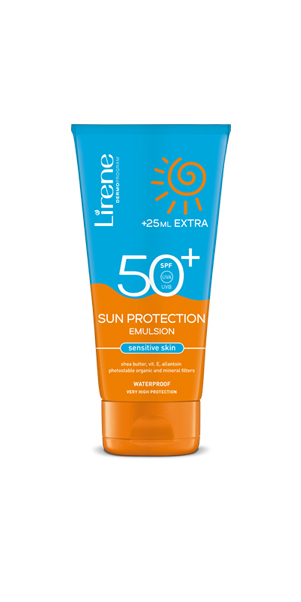 Lirene
DERMOPROGRAM
+25ML EXTRA
50+
SPF
UVA
UVB
SUN PROTECTION
EMULSION
sensitive skin
shea butter, vit. E, allantoin
photostable organic and mineral filters
WATERPROOF
VERY HIGH PROTECTION